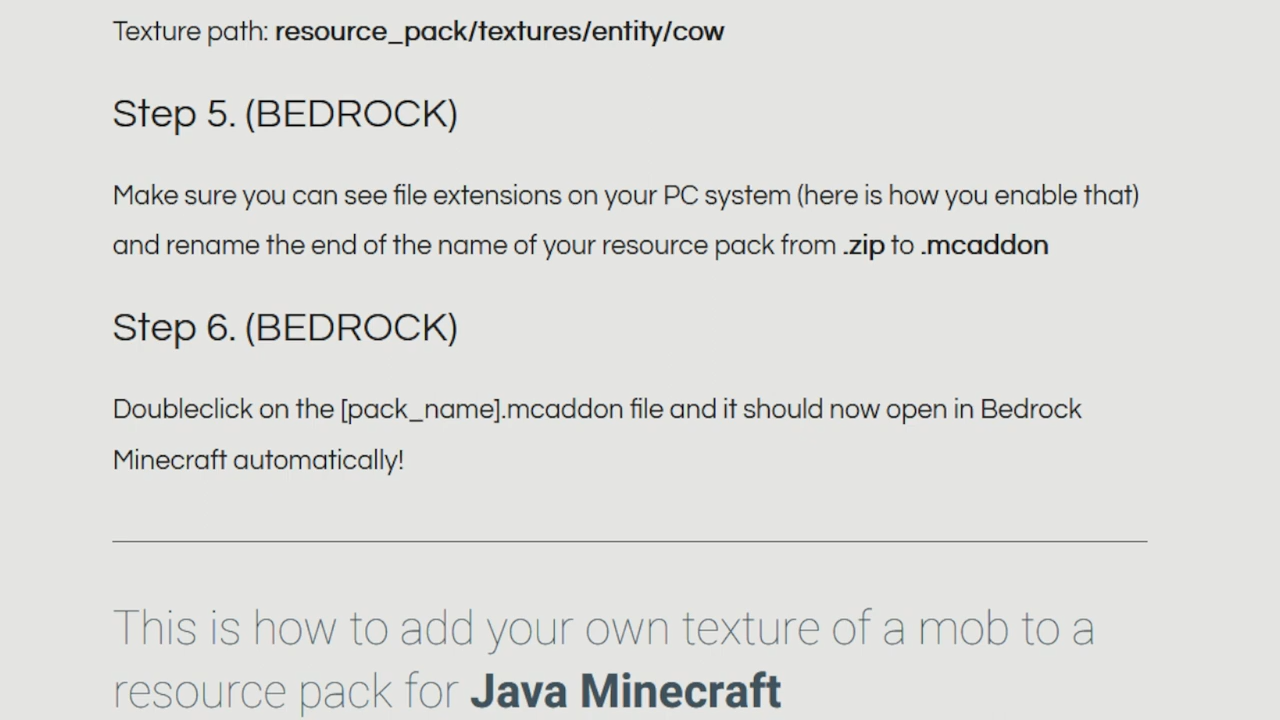 Texture path: resource_pack/textures/entity/cow
Step 5. (BEDROCK)
Make sure you can see file extensions on your PC system (here is how you enable that)
and rename the end of the name of your resource pack from .zip to .mcaddon
Step 6. (BEDROCK)
Doubleclick on the [pack_name].mcaddon file and it should now open in Bedrock
Minecraft automatically!
This is how to add your own texture of a mob to a
resource pack for Java Minecraft